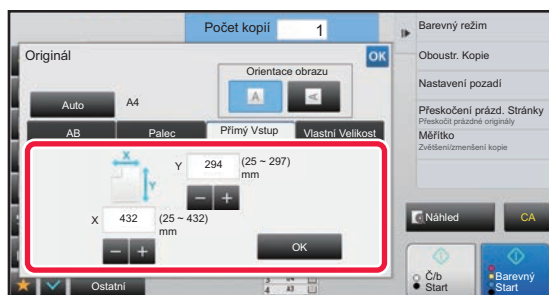 Počet kopií 1
Originál
OK
Orientace obrazu
A
A
Auto
A4
AB
Palec
Přímý Vstup
Vlastní Velikost
X
Y
Y 294 (25 ~ 297)
mm
X 432 (25 ~ 432)
mm
OK
Ostatní
Barevný režim
Oboustr. Kopie
Nastavení pozadí
Přeskočení prázd. Stránky
Přeskočit prázdné originály
Měřítko
Zvětšení/zmenšení kopie
Náhled
CA
Č/b
Start
Barevný
Start